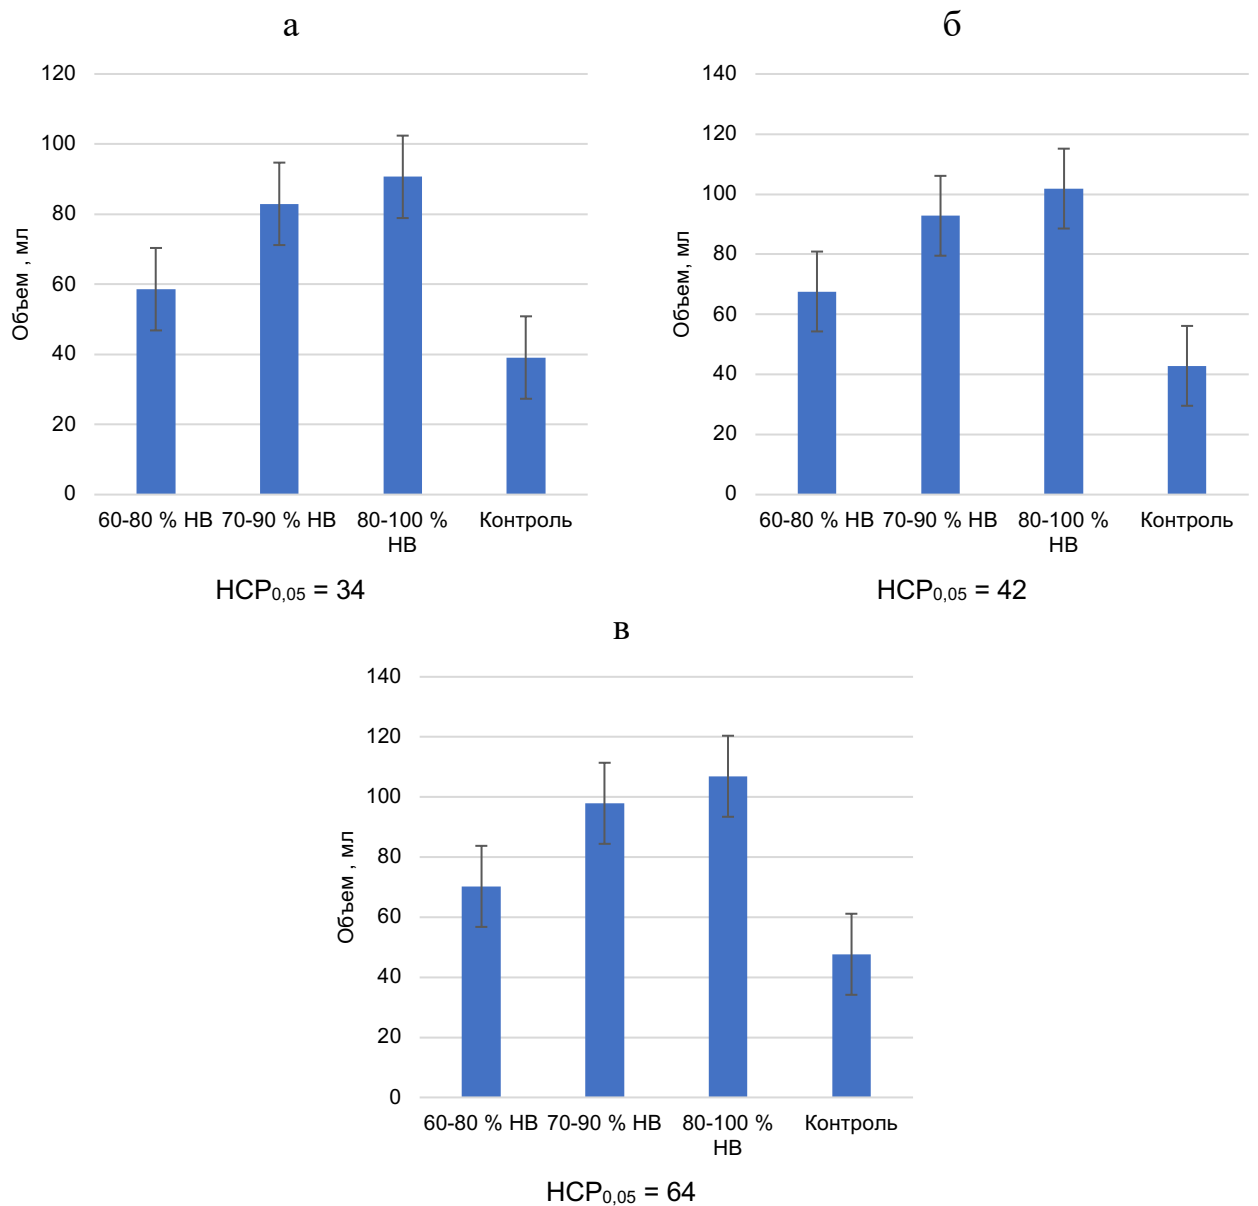 а
120
100
80
60
40
20
0
Объем , мл
60-80 % НВ 70-90 % НВ 80-100 % Контроль
НВ
НСР0,05 = 34
б
140
120
100
80
60
40
20
0
Объем, мл
60-80 % НВ 70-90 % НВ 80-100 % Контроль
НВ
НСР0,05 = 42
в
140
120
100
80
60
40
20
0
Объем , мл
60-80 % НВ 70-90 % НВ 80-100 % Контроль
НВ
НСР0,05 = 64